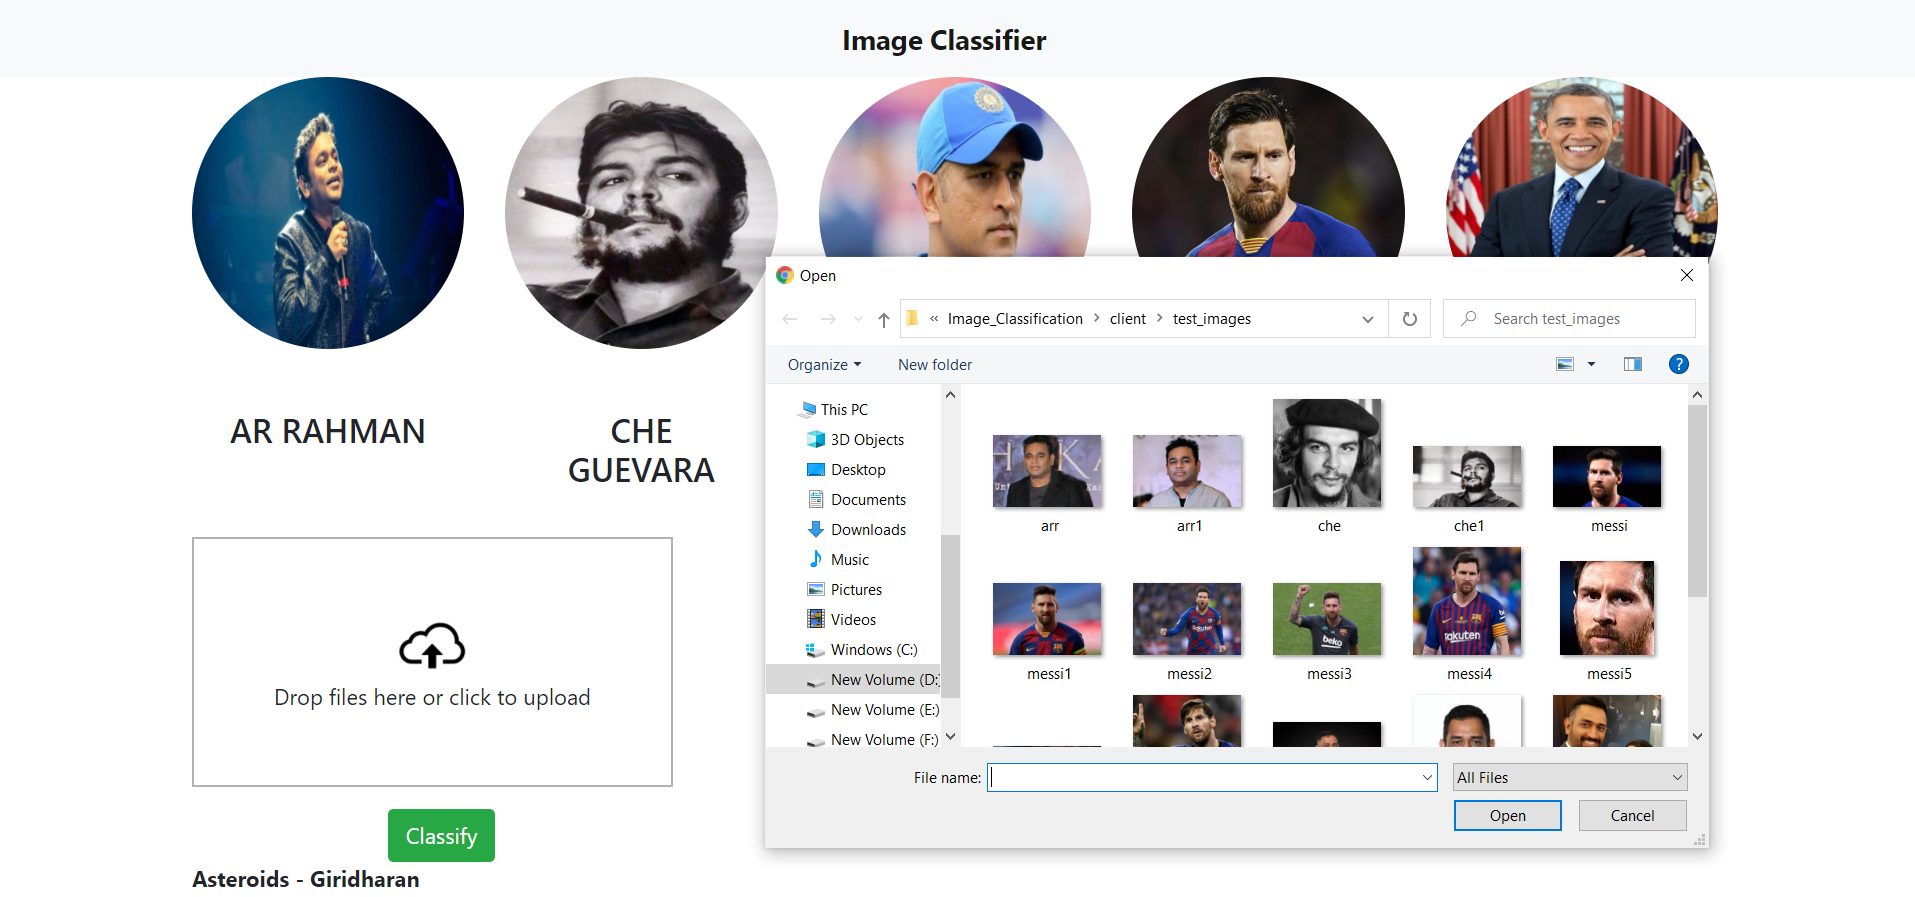 Image Classifier
AR RAHMAN
CHE
GUEVARA
Drop files here or click to upload
Classify
Asteroids - Giridharan
Open
« Image_Classification > client > test_images
Search test_images
Organize
New folder
?
This PC
3D Objects
Desktop
Documents
Downloads
Music
Pictures
Videos
Windows (C:)
New Volume (D:)
New Volume (E:)
New Volume (F:)
arr
arr1
che
che1
messi
messi1
messi2
messi3
messi4
messi5
Rakuten
beko
Rakuten
File name:
All Files
Open
Cancel